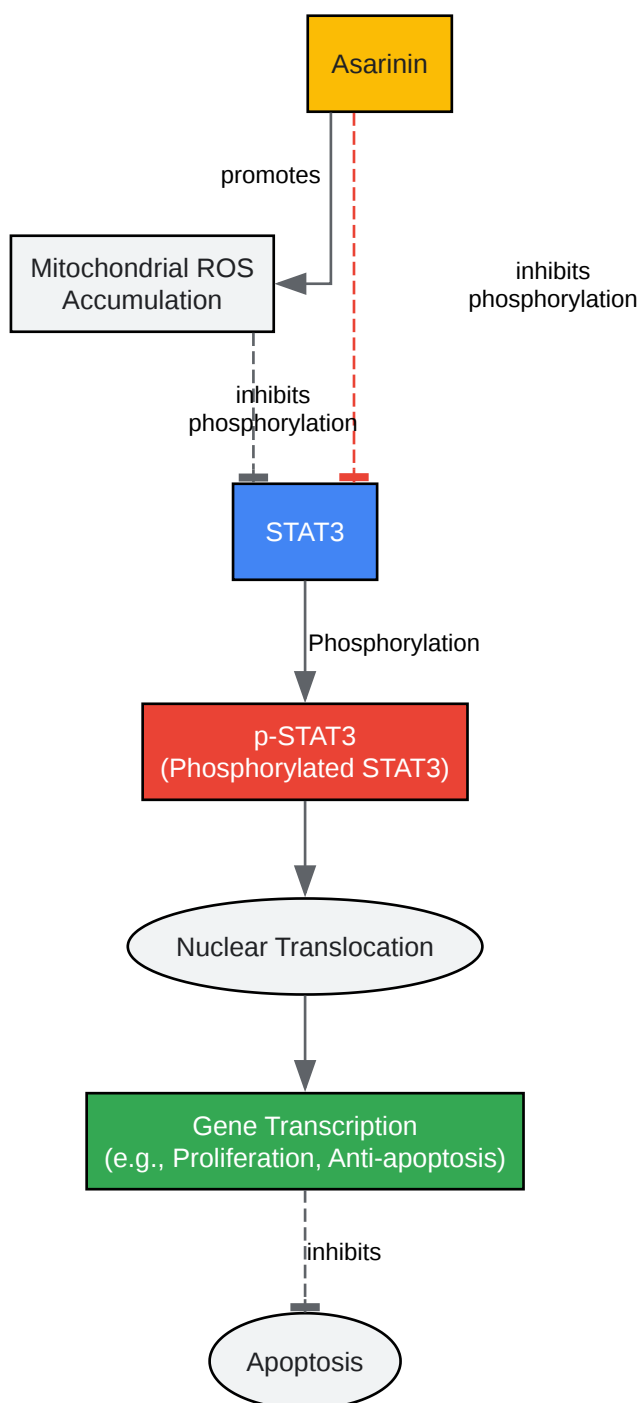 Asarinin
promotes
Mitochondrial ROS
Accumulation
inhibits
phosphorylation
inhibits
phosphorylation
STAT3
Phosphorylation
p-STAT3
(Phosphorylated STAT3)
Nuclear Translocation
Gene Transcription
(e.g., Proliferation, Anti-apoptosis)
inhibits
Apoptosis